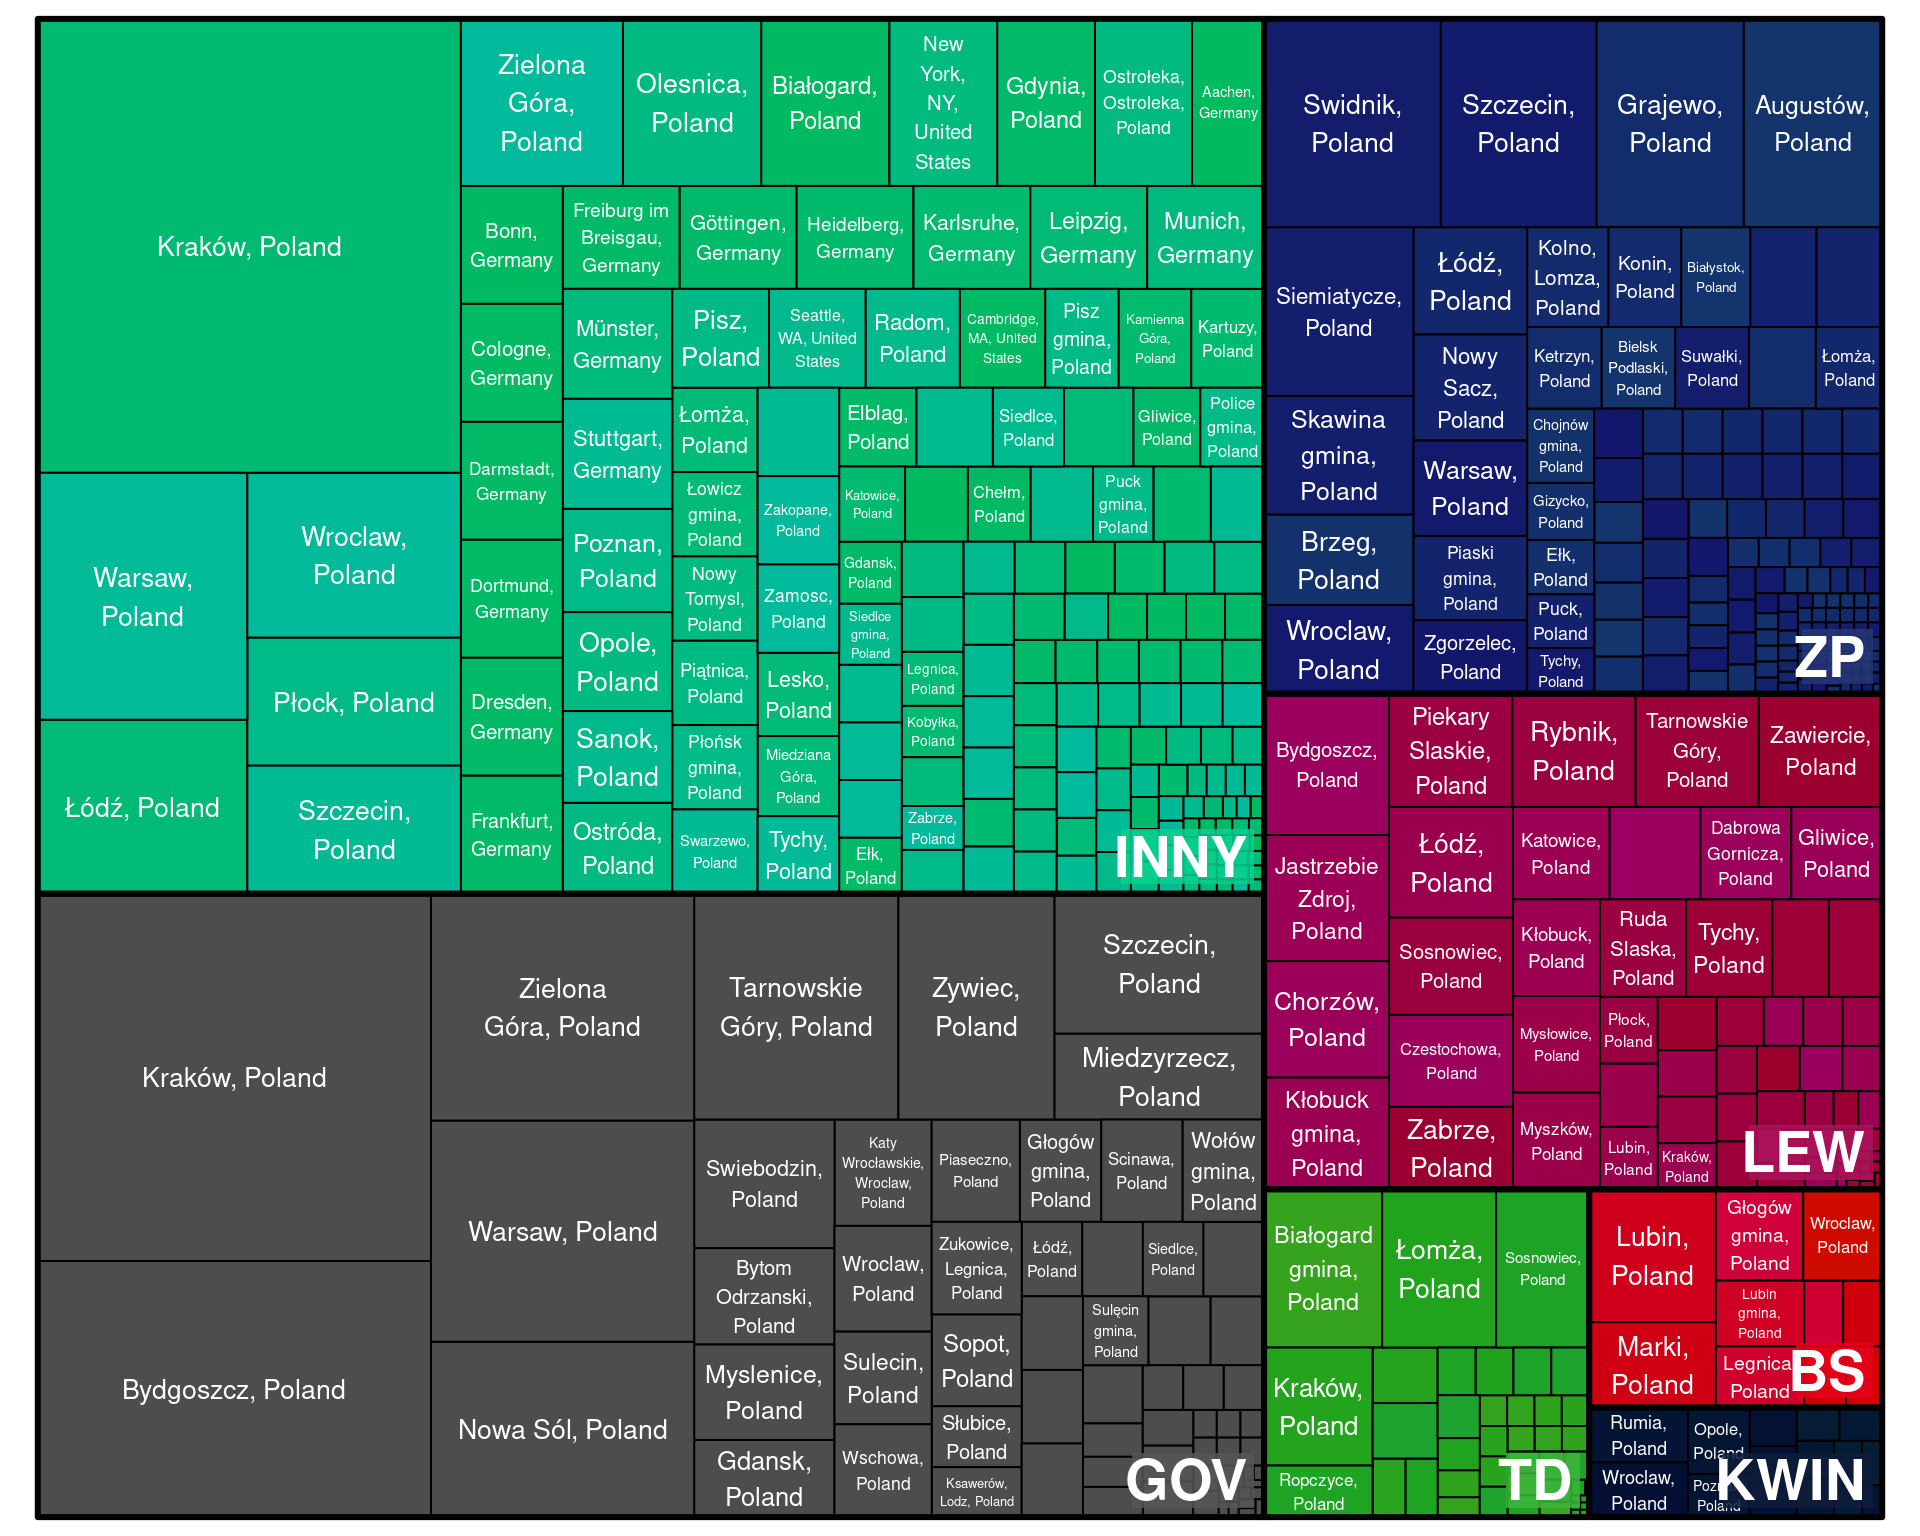 Kraków, Poland
Warsaw,
Poland
Łódź, Poland
Wroclaw,
Poland
Płock, Poland
Szczecin,
Poland
Zielona
Góra,
Poland
Olesnica,
Poland
Białogard,
Poland
New
York,
NY,
United
States
Gdynia,
Poland
Ostrołeka,
Ostroleka,
Poland
Aachen,
Germany
Bonn,
Germany
Cologne,
Germany
Darmstadt,
Germany
Dortmund,
Germany
Dresden,
Germany
Frankfurt,
Germany
Freiburg im
Breisgau,
Germany
Göttingen,
Germany
Heidelberg,
Germany
Karlsruhe,
Germany
Leipzig,
Germany
Munich,
Germany
Münster,
Germany
Stuttgart,
Germany
Poznan,
Poland
Opole,
Poland
Sanok,
Poland
Ostróda,
Poland
Pisz,
Poland
Seattle,
WA, United
States
Radom,
Poland
Cambridge,
MA, United
States
Pisz
gmina,
Poland
Kamienna
Góra,
Poland
Kartuzy,
Poland
Łomża,
Poland
Łowicz
gmina,
Poland
Nowy
Tomysl,
Poland
Piątnica,
Poland
Płońsk
gmina,
Poland
Swarzewo,
Poland
Zakopane,
Poland
Zamosc,
Poland
Lesko,
Poland
Miedziana
Góra,
Poland
Tychy,
Poland
Elblag,
Poland
Siedlce,
Poland
Gliwice,
Poland
Police
gmina,
Poland
Katowice,
Poland
Chełm,
Poland
Puck
gmina,
Poland
Gdansk,
Poland
Siedlce
gmina,
Poland
Ełk,
Poland
Legnica,
Poland
Kobyłka,
Poland
Zabrze,
Poland
INNY
Swidnik,
Poland
Szczecin,
Poland
Grajewo,
Poland
Augustów,
Poland
Siemiatycze,
Poland
Skawina
gmina,
Poland
Brzeg,
Poland
Wroclaw,
Poland
Łódź,
Poland
Nowy
Sacz,
Poland
Warsaw,
Poland
Piaski
gmina,
Poland
Zgorzelec,
Poland
Kolno,
Lomza,
Poland
Konin,
Poland
Białystok,
Poland
Ketrzyn,
Poland
Bielsk
Podlaski,
Poland
Suwałki,
Poland
Łomża,
Poland
Chojnów
gmina,
Poland
Gizycko,
Poland
Ełk,
Poland
Puck,
Poland
Tychy,
Poland
ZP
Bydgoszcz,
Poland
Jastrzebie
Zdroj,
Poland
Chorzów,
Poland
Kłobuck
gmina,
Poland
Piekary
Slaskie,
Poland
Rybnik,
Poland
Tarnowskie
Góry,
Poland
Zawiercie,
Poland
Łódź,
Poland
Sosnowiec,
Poland
Czestochowa,
Poland
Zabrze,
Poland
Katowice,
Poland
Dabrowa
Gornicza,
Poland
Gliwice,
Poland
Kłobuck,
Poland
Ruda
Slaska,
Poland
Tychy,
Poland
Mysłowice,
Poland
Myszków,
Poland
Płock,
Poland
Lubin,
Poland
Kraków,
Poland
LEW
Kraków, Poland
Bydgoszcz, Poland
Zielona
Góra, Poland
Warsaw, Poland
Nowa Sól, Poland
Tarnowskie
Góry, Poland
Zywiec,
Poland
Szczecin,
Poland
Miedzyrzecz,
Poland
Swiebodzin,
Poland
Bytom
Odrzanski,
Poland
Myslenice,
Poland
Gdansk,
Poland
Katy
Wrocławskie,
Wroclaw,
Poland
Wroclaw,
Poland
Sulecin,
Poland
Wschowa,
Poland
Piaseczno,
Poland
Głogów
gmina,
Poland
Scinawa,
Poland
Wołów
gmina,
Poland
Zukowice,
Legnica,
Poland
Sopot,
Poland
Słubice,
Poland
Ksawerów,
Lodz, Poland
Łódź,
Poland
Siedlce,
Poland
Sulęcin
gmina,
Poland
GOV
Białogard
gmina,
Poland
Łomża,
Poland
Sosnowiec,
Poland
Kraków,
Poland
Ropczyce,
Poland
TD
Lubin,
Poland
Marki,
Poland
Głogów
gmina,
Poland
Wroclaw,
Poland
Lubin
gmina,
Poland
Legnica
Poland
BS
Rumia,
Poland
Wroclaw,
Poland
Opole,
Poland
Poland
KWIN